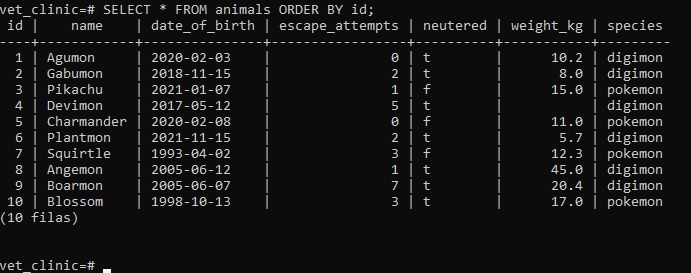 vet_clinic=# SELECT * FROM animals ORDER BY id;
 id |    name    | date_of_birth | escape_attempts | neutered | weight_kg | species
----+------------+---------------+-----------------+----------+-----------+---------
  1 | Agumon     | 2020-02-03    |               0 | t        |      10.2 | digimon
  2 | Gabumon    | 2018-11-15    |               2 | t        |       8.0 | digimon
  3 | Pikachu    | 2021-01-07    |               1 | f        |      15.0 | pokemon
  4 | Devimon    | 2017-05-12    |               5 | t        |           | digimon
  5 | Charmander | 2020-02-08    |               0 | f        |      11.0 | pokemon
  6 | Plantmon   | 2021-11-15    |               2 | t        |       5.7 | digimon
  7 | Squirtle   | 1993-04-02    |               3 | f        |      12.3 | pokemon
  8 | Angemon    | 2005-06-12    |               1 | t        |      45.0 | digimon
  9 | Boarmon    | 2005-06-07    |               7 | t        |      20.4 | digimon
 10 | Blossom    | 1998-10-13    |               3 | t        |      17.0 | pokemon
(10 filas)
vet_clinic=#